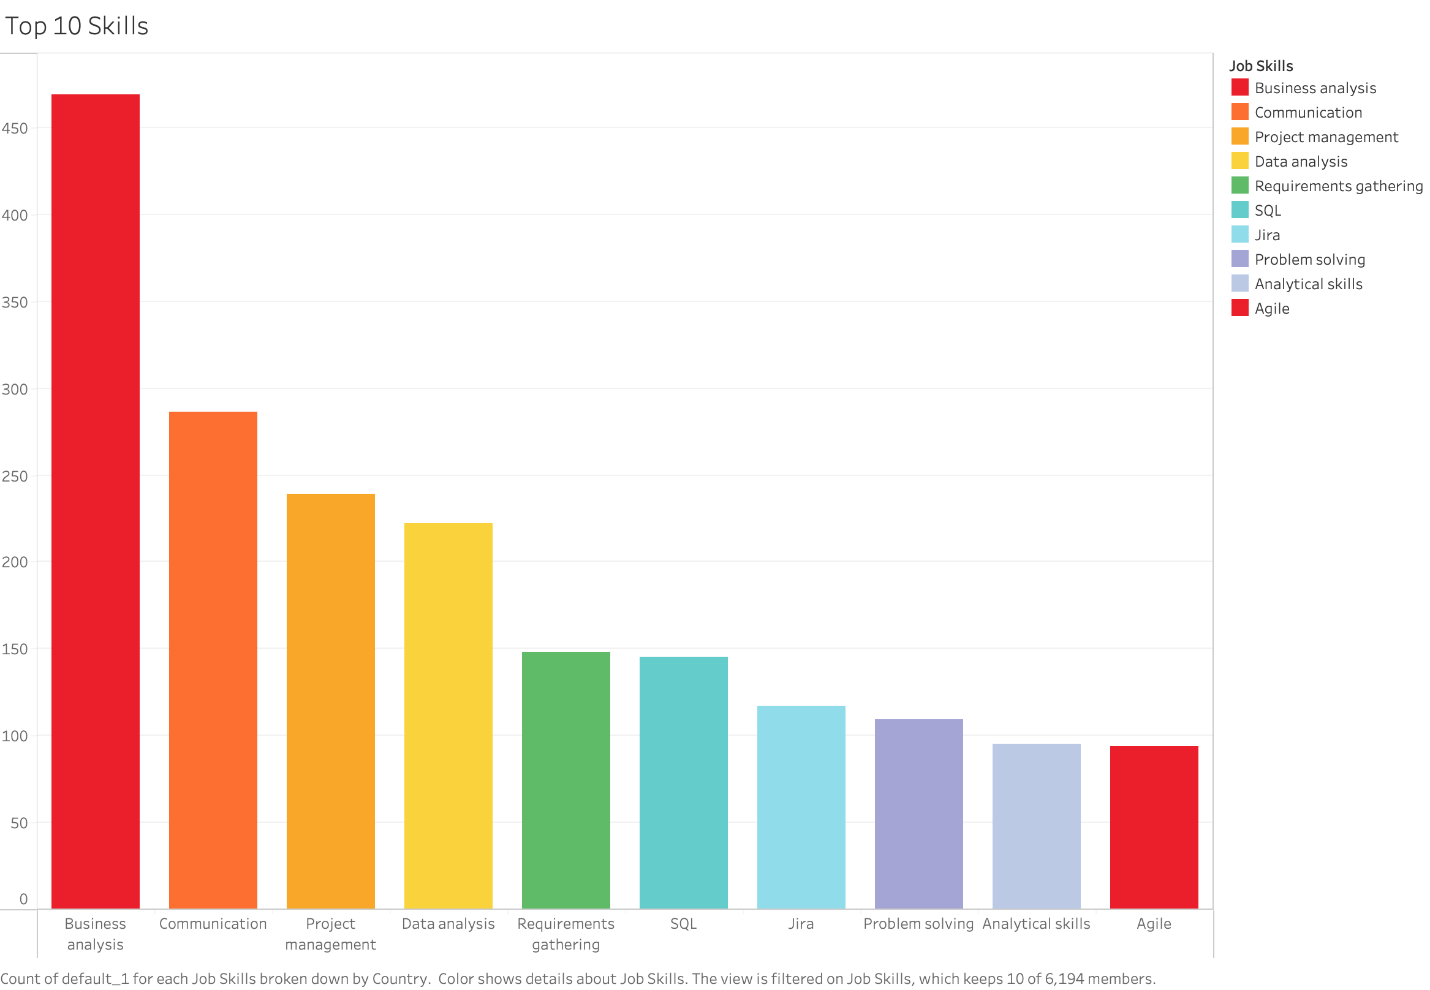 Top 10 Skills
450
400
350
300
250
200
150
100
50
0
Business analysis
Communication
Project management
Data analysis
Requirements gathering
SQL
Jira
Problem solving
Analytical skills
Agile
Job Skills
Business analysis
Communication
Project management
Data analysis
Requirements gathering
SQL
Jira
Problem solving
Analytical skills
Agile
Count of default_1 for each Job Skills broken down by Country.  Color shows details about Job Skills. The view is filtered on Job Skills, which keeps 10 of 6,194 members.